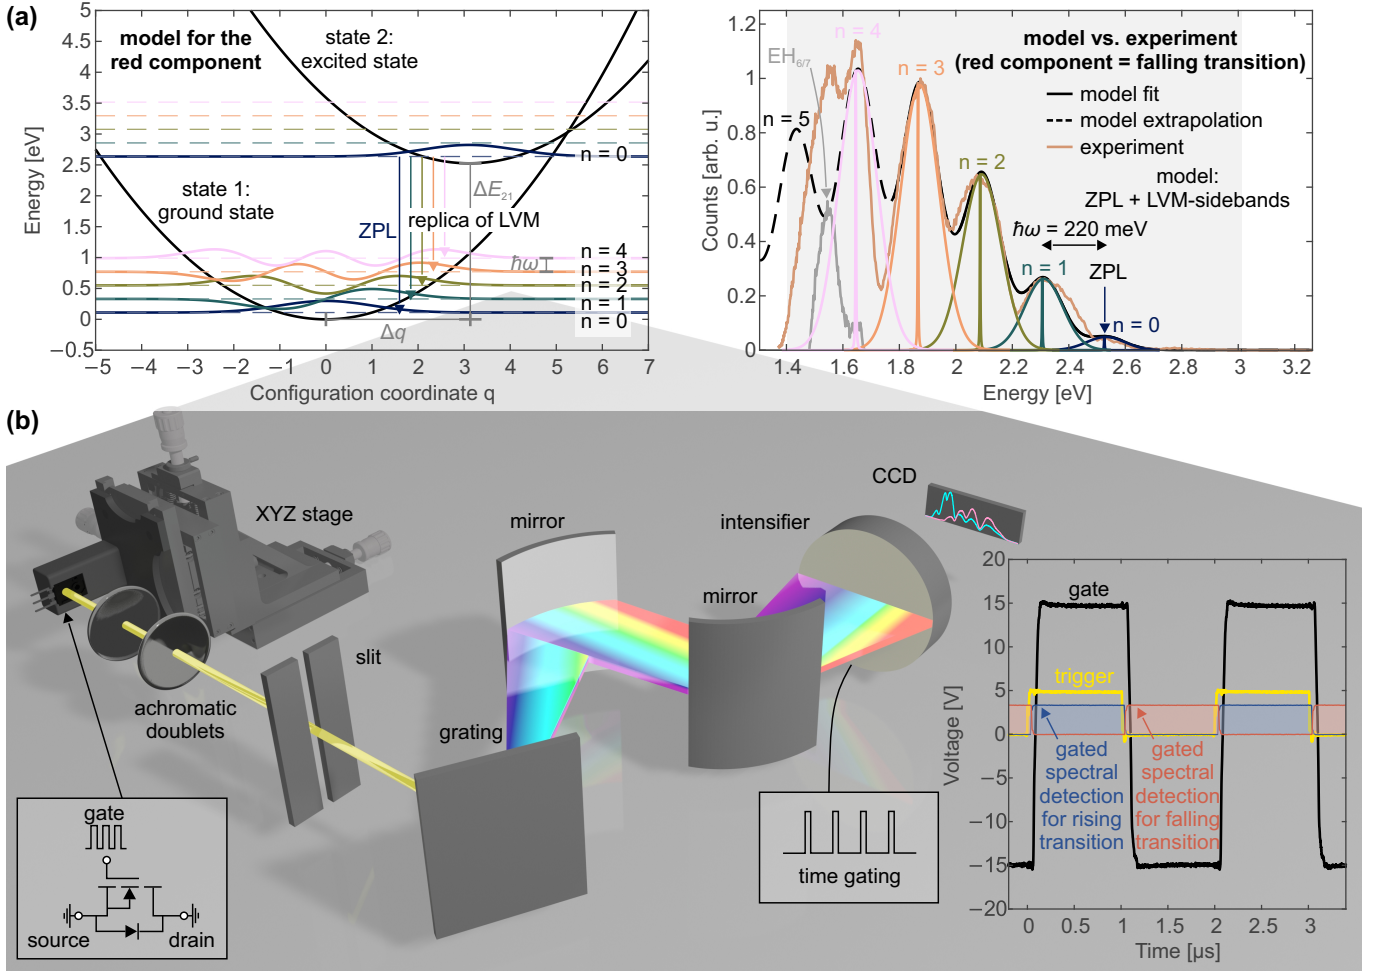 (a)
5
4.5
4
3.5
3
2.5
2
1.5
1
0.5
0
−0.5
Energy [eV]
model for the
red component
state 2:
excited state
n = 0
state 1:
ground state
ΔE21
ZPL
replica of LVM
ħω
n = 4
n = 3
n = 2
n = 1
n = 0
Δq
−5 −4 −3 −2 −1 0 1 2 3 4 5 6 7
Configuration coordinate q
1.2
1
0.8
0.6
0.4
0.2
0
Counts [arb. u.]
n = 4
model vs. experiment
(red component = falling transition)
EH6/7
n = 3
model fit
n = 5
model extrapolation
experiment
n = 2
model:
ZPL + LVM-sidebands
ħω = 220 meV
n = 1
ZPL
n = 0
1.4 1.6 1.8 2 2.2 2.4 2.6 2.8 3 3.2
Energy [eV]
(b)
XYZ stage
mirror
intensifier
CCD
mirror
slit
achromatic
doublets
grating
gate
source
drain
time gating
20
15
10
5
0
−5
−10
−15
−20
Voltage [V]
gate
trigger
gated
spectral
detection
for rising
transition
gated
spectral
detection
for falling
transition
0 0.5 1 1.5 2 2.5 3
Time [µs]